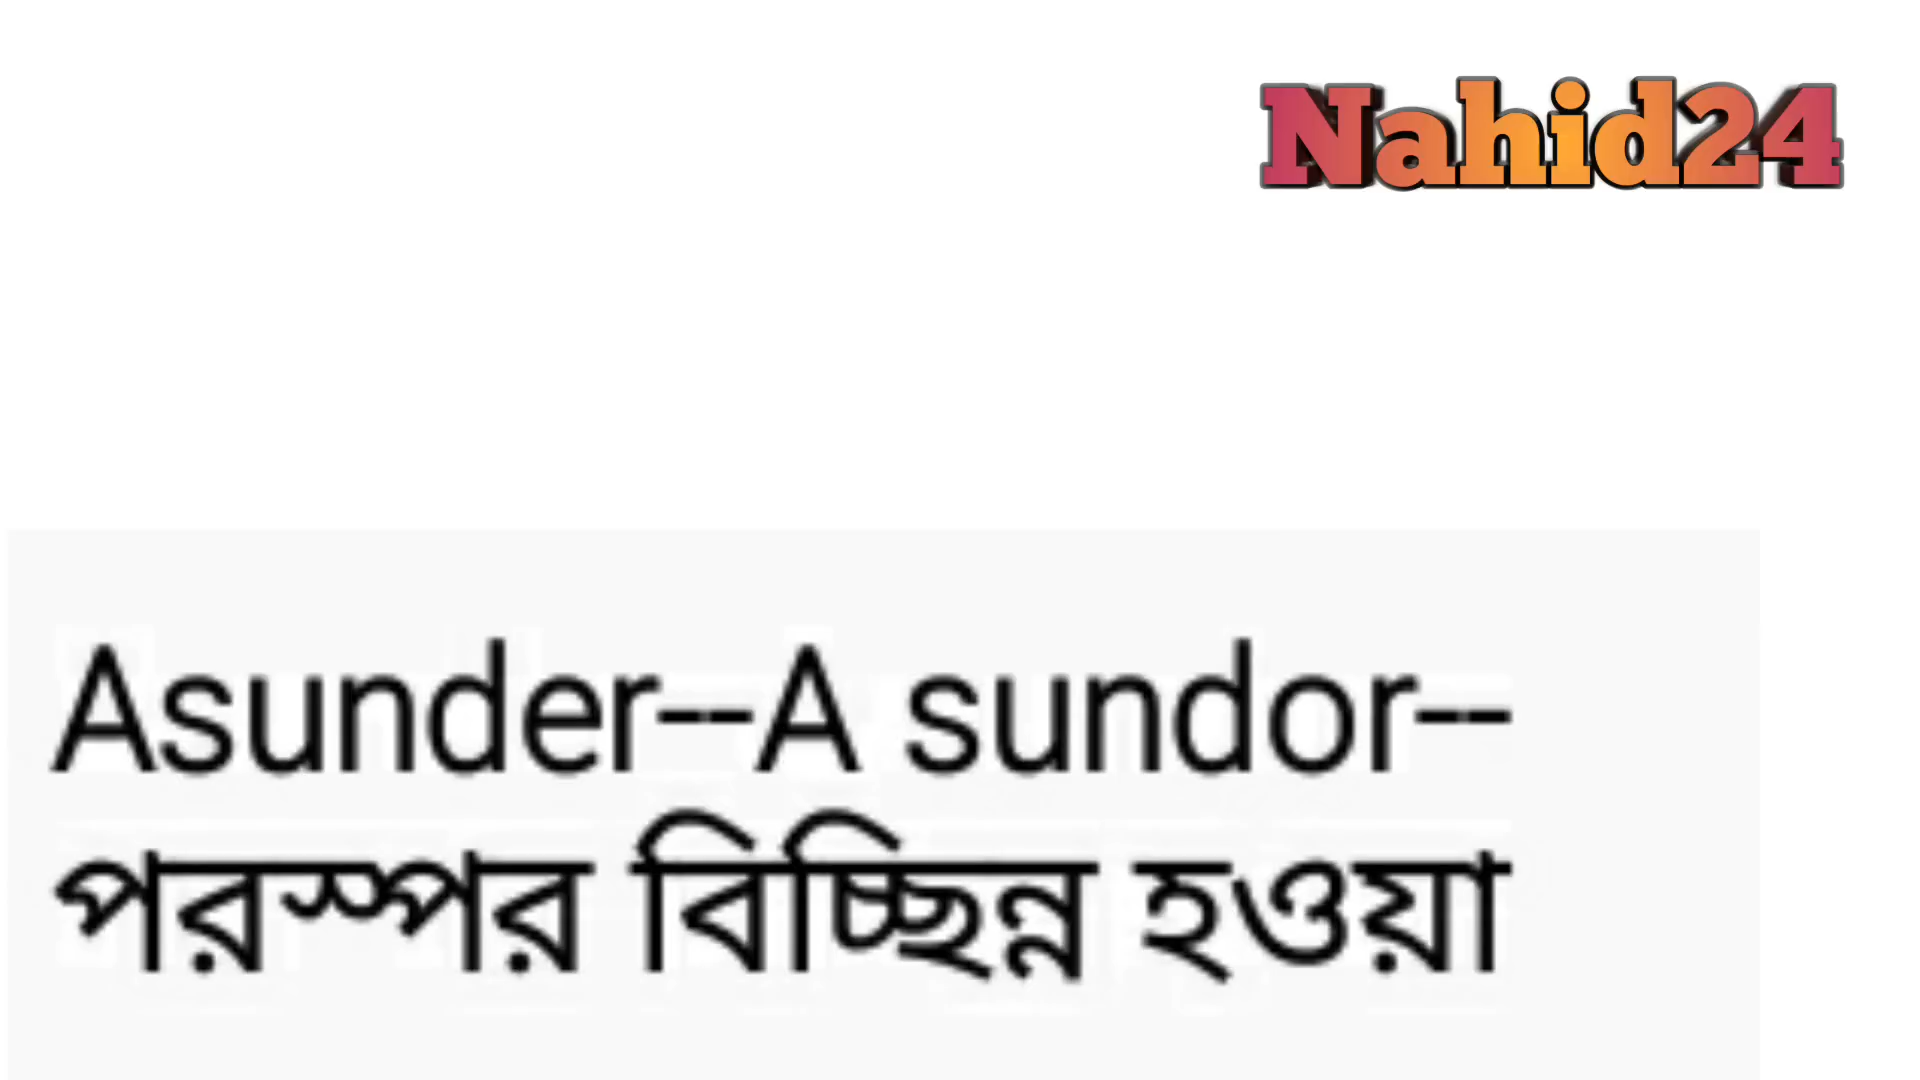 Nahid24
Asunder--A sundor--
পরস্পর বিচ্ছিন্ন হওয়া